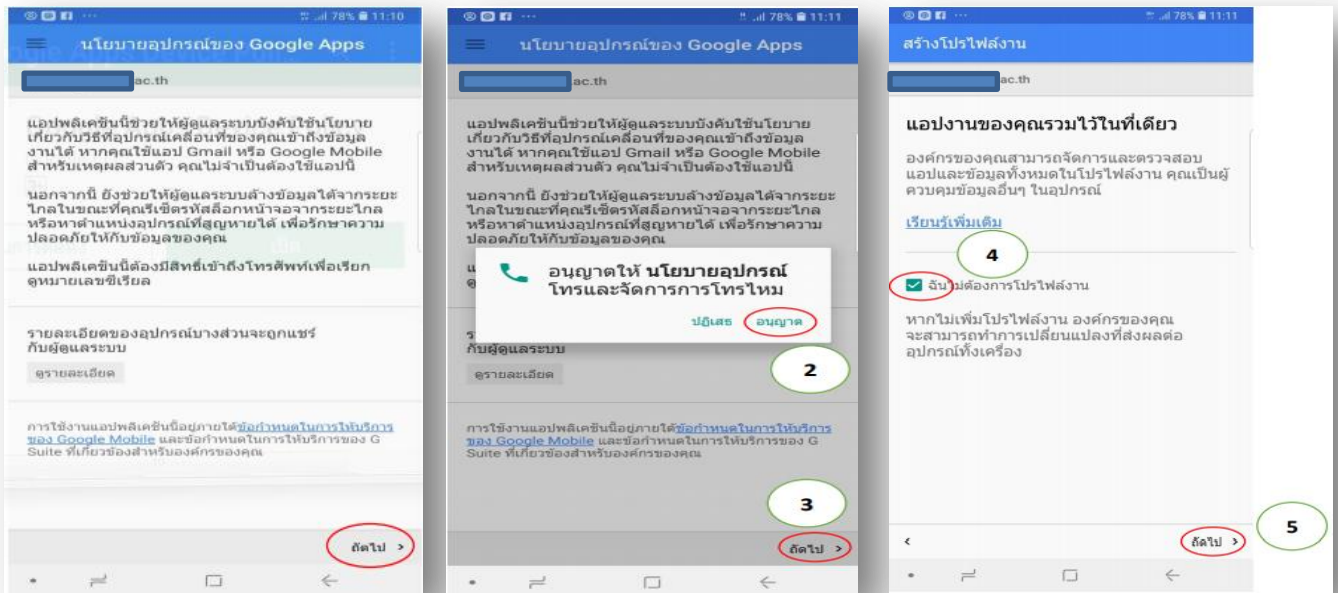 78% 11:10
นโยบายอุปกรณ์ของ Google Apps
ac.th
แอปพลิเคชันนี้ช่วยให้ผู้ดูแลระบบบังคับใช้นโยบาย
เกี่ยวกับวิธีที่อุปกรณ์เคลื่อนที่ของคุณเข้าถึงข้อมูล
งานได้ หากคุณใช้แอป Gmail หรือ Google Mobile
สำหรับเหตุผลส่วนตัว คุณไม่จำเป็นต้องใช้แอปนี้
นอกจากนี้ ยังช่วยให้ผู้ดูแลระบบล้างข้อมูลได้จากระยะ
ไกลในขณะที่คุณรีเซ็ตรหัสล็อกหน้าจอจากระยะไกล
หรือหาตำแหน่งอุปกรณ์ที่สูญหายได้ เพื่อรักษาความ
ปลอดภัยให้กับข้อมูลของคุณ
แอปพลิเคชันนี้ต้องมีสิทธิ์เข้าถึงโทรศัพท์เพื่อเรียก
ดูหมายเลขซีเรียล
รายละเอียดของอุปกรณ์บางส่วนจะถูกแชร์
กับผู้ดูแลระบบ
ดูรายละเอียด
การใช้งานแอปพลิเคชันนี้อยู่ภายใต้ข้อกำหนดในการให้บริการ
ของ Google Mobile และข้อกำหนดในการให้บริการของ G
Suite ที่เกี่ยวข้องสำหรับองค์กรของคุณ
ถัดไป >
78% 11:11
นโยบายอุปกรณ์ของ Google Apps
ac.th
แอปพลิเคชันนี้ช่วยให้ผู้ดูแลระบบบังคับใช้นโยบาย
เกี่ยวกับวิธีที่อุปกรณ์เคลื่อนที่ของคุณเข้าถึงข้อมูล
งานได้ หากคุณใช้แอป Gmail หรือ Google Mobile
สำหรับเหตุผลส่วนตัว คุณไม่จำเป็นต้องใช้แอปนี้
นอกจากนี้ ยังช่วยให้ผู้ดูแลระบบล้างข้อมูลได้จากระยะ
ไกลในขณะที่คุณรีเซ็ตรหัสล็อกหน้าจอจากระยะไกล
หรือหาตำแหน่งอุปกรณ์ที่สูญหายได้ เพื่อรักษาความ
ปลอดภัยให้กับข้อมูลของคุณ
อนุญาตให้ นโยบายอุปกรณ์
โทรและจัดการการโทรไหม
ปฏิเสธ อนุญาต
2
กับผู้ดูแลระบบ
ดูรายละเอียด
การใช้งานแอปพลิเคชันนี้อยู่ภายใต้ข้อกำหนดในการให้บริการ
ของ Google Mobile และข้อกำหนดในการให้บริการของ G
Suite ที่เกี่ยวข้องสำหรับองค์กรของคุณ
3
ถัดไป >
78% 11:11
สร้างโปรไฟล์งาน
ac.th
แอปงานของคุณรวมไว้ในที่เดียว
องค์กรของคุณสามารถจัดการและตรวจสอบ
แอปและข้อมูลทั้งหมดในโปรไฟล์งาน คุณเป็นผู้
ควบคุมข้อมูลอื่นๆ ในอุปกรณ์
เรียนรู้เพิ่มเติม
4
ฉันไม่ต้องการโปรไฟล์งาน
หากไม่เพิ่มโปรไฟล์งาน องค์กรของคุณ
จะสามารถทำการเปลี่ยนแปลงที่ส่งผลต่อ
อุปกรณ์ทั้งเครื่อง
< ถัดไป >
5